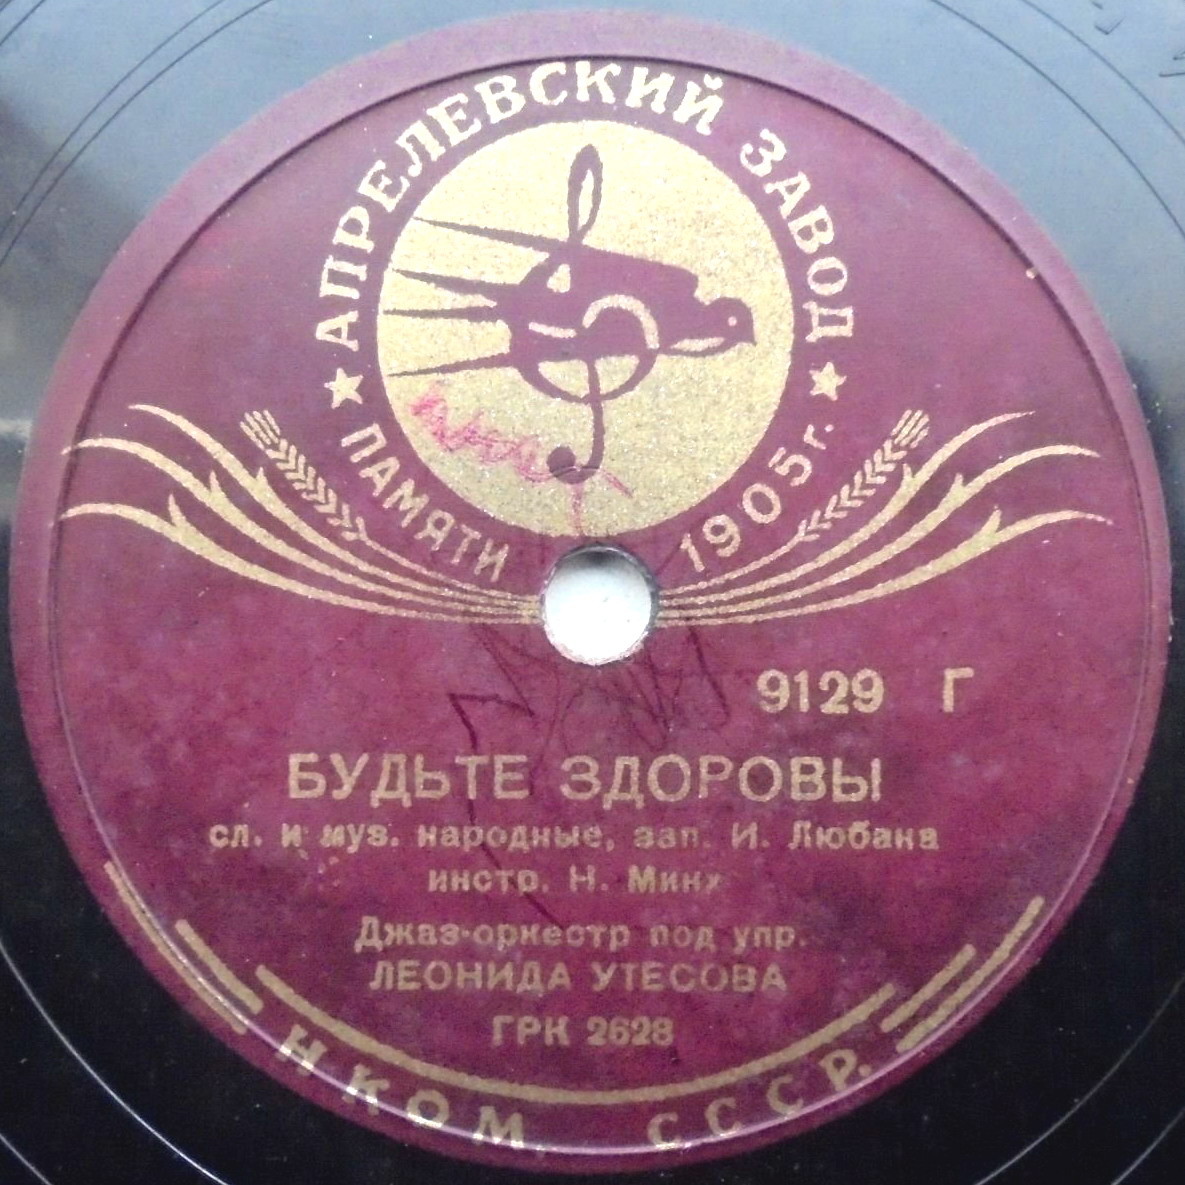 АПРЕЛЕВСКИЙ ЗАВОД
★ ПАМЯТИ 1905 г. ★
9129 Г
БУДЬТЕ ЗДОРОВЫ
сл. и муз. народные, зап. И. Любана
инстр. Н. Минх
Джаз-оркестр под упр.
ЛЕОНИДА УТЕСОВА
ГРК 2628
НКОМ СССР.